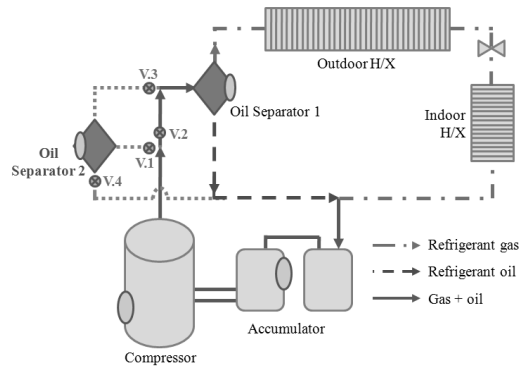 Outdoor H/X
V.3
Oil Separator 1
Indoor
H/X
V.2
Oil
Separator 2
V.1
V.4
Refrigerant gas
Refrigerant oil
Gas + oil
Accumulator
Compressor